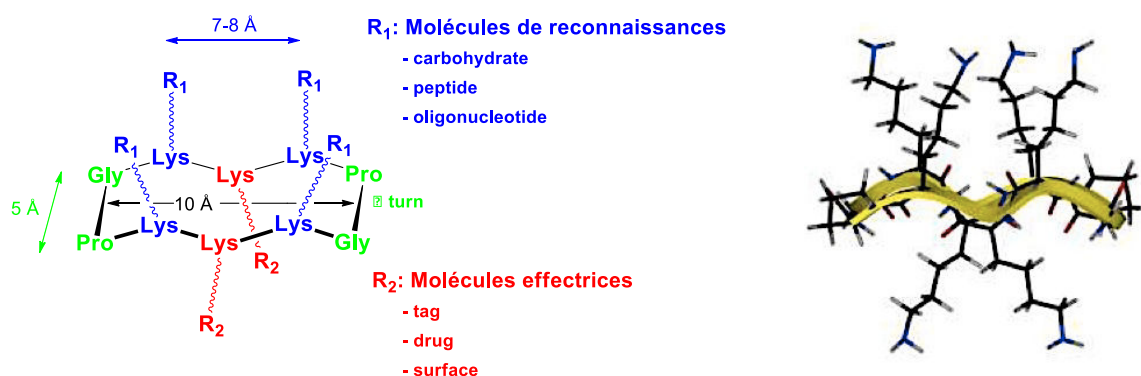 7-8 Å
R1: Molécules de reconnaissances
- carbohydrate
- peptide
- oligonucleotide
R1 R1
R1 R1
Lys Lys
Gly Lys Pro
5 Å 10 Å turn
Pro Lys Lys Gly
Lys
R2
R2
R2: Molécules effectrices
- tag
- drug
- surface